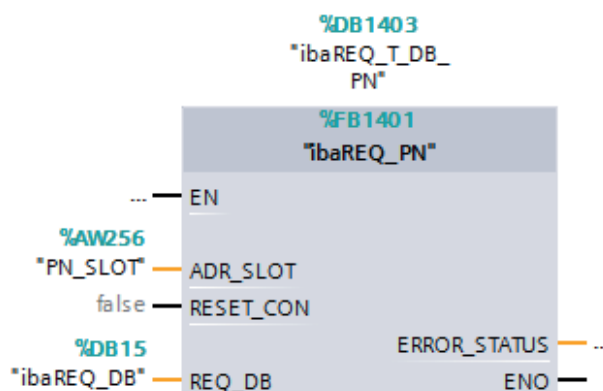 %DB1403
"ibaREQ_T_DB_
PN"
%FB1401
"ibaREQ_PN"
... EN
%AW256
"PN_SLOT" ADR_SLOT
false RESET_CON
ERROR_STATUS ...
%DB15
"ibaREQ_DB" REQ_DB ENO